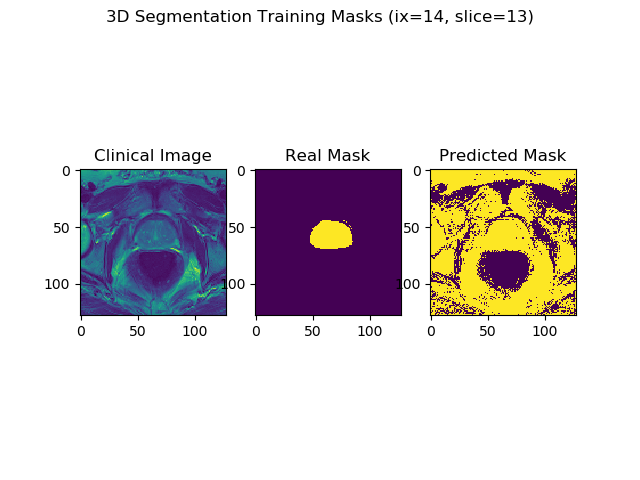 3D Segmentation Training Masks (ix=14, slice=13)
Clinical Image Real Mask Predicted Mask
0 0 0
50 50 50
100 100 100
0 50 100 0 50 100 0 50 100